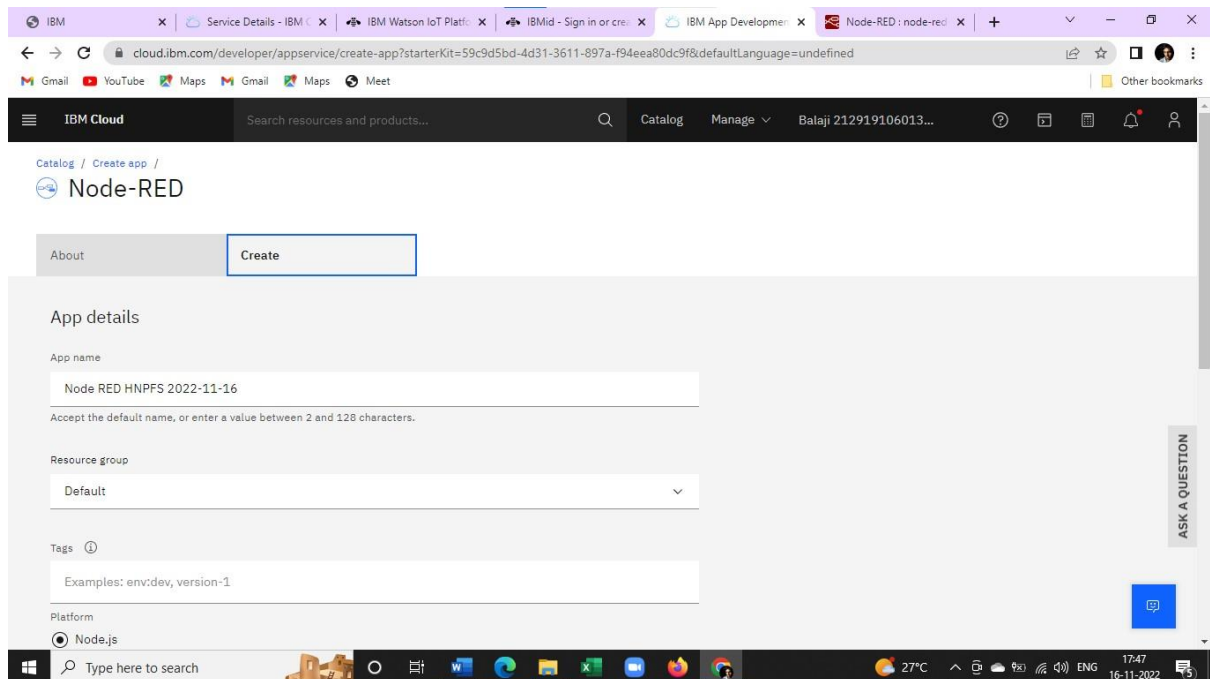 IBM
Service Details - IBM C
IBM Watson IoT Platfo
IBMid - Sign in or crea
IBM App Developmen
Node-RED : node-red
cloud.ibm.com/developer/appservice/create-app?starterKit=59c9d5bd-4d31-3611-897a-f94eea80dc9f&defaultLanguage=undefined
Gmail YouTube Maps Gmail Maps Meet Other bookmarks
IBM Cloud Search resources and products... Catalog Manage Balaji 212919106013...
Catalog / Create app /
Node-RED
About Create
App details
App name
Node RED HNPFS 2022-11-16
Accept the default name, or enter a value between 2 and 128 characters.
Resource group
Default
Tags
Examples: env:dev, version-1
Platform
Node.js
ASK A QUESTION
Type here to search 27°C ENG 17:47
16-11-2022